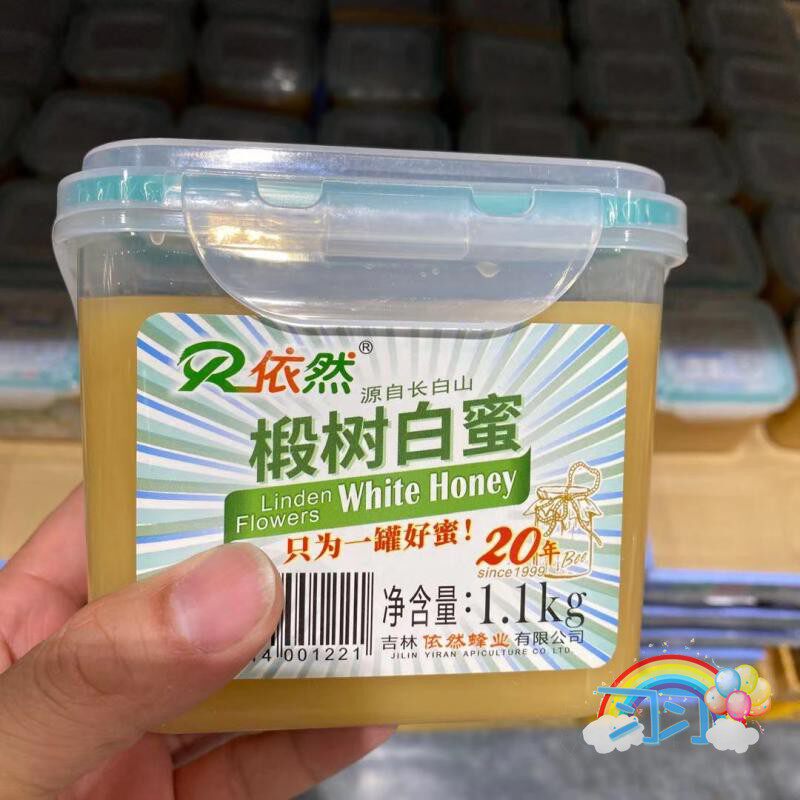 R依然®
源自长白山
椴树白蜜
Linden Flowers White Honey
只为一罐好蜜!
20年
since1999
Bee
净含量:1.1kg
4 001221
吉林依然蜂业有限公司
JILIN YIRAN APICULTURE CO LTD
羽